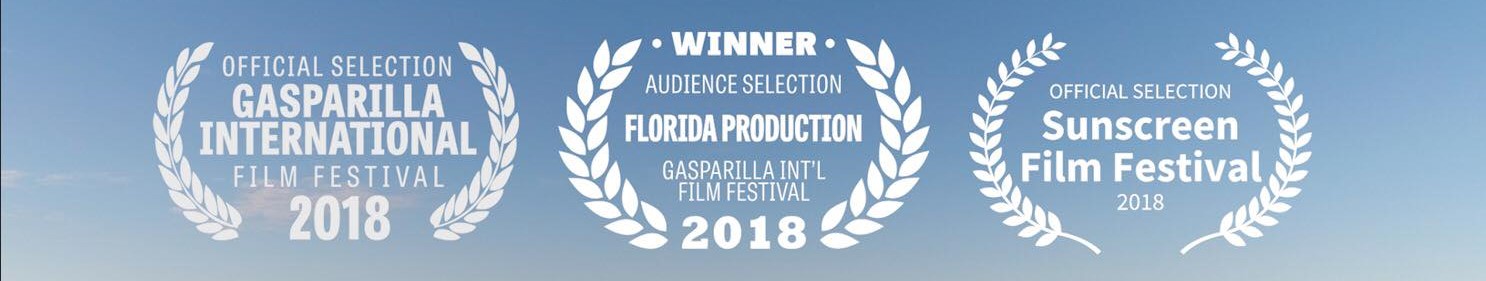 OFFICIAL SELECTION
GASPARILLA
INTERNATIONAL
FILM FESTIVAL
2018
• WINNER •
AUDIENCE SELECTION
FLORIDA PRODUCTION
GASPARILLA INT'L
FILM FESTIVAL
2018
OFFICIAL SELECTION
Sunscreen
Film Festival
2018